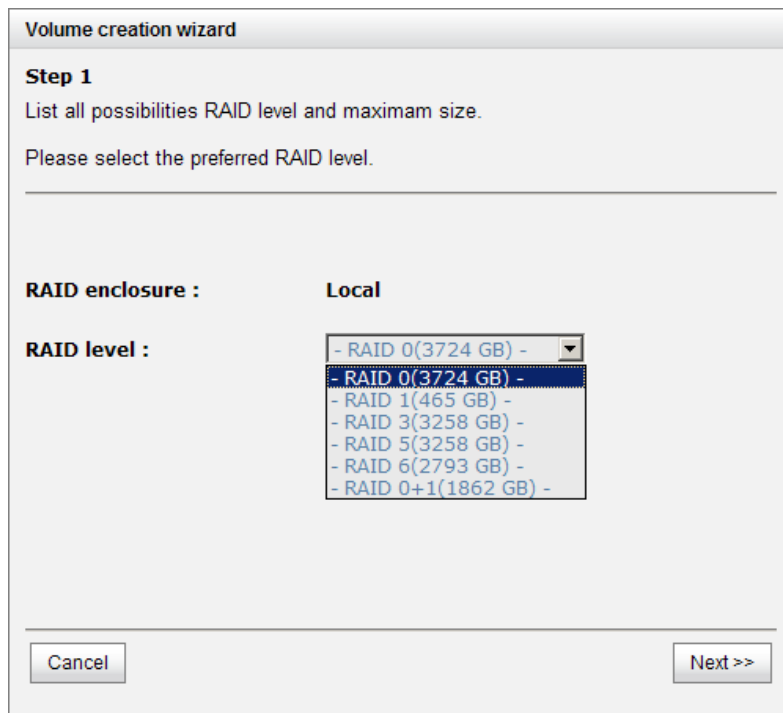 Volume creation wizard
Step 1
List all possibilities RAID level and maximam size.
Please select the preferred RAID level.
RAID enclosure : Local
RAID level : - RAID 0(3724 GB) -
- RAID 0(3724 GB) -
- RAID 1(465 GB) -
- RAID 3(3258 GB) -
- RAID 5(3258 GB) -
- RAID 6(2793 GB) -
- RAID 0+1(1862 GB) -
Cancel Next >>